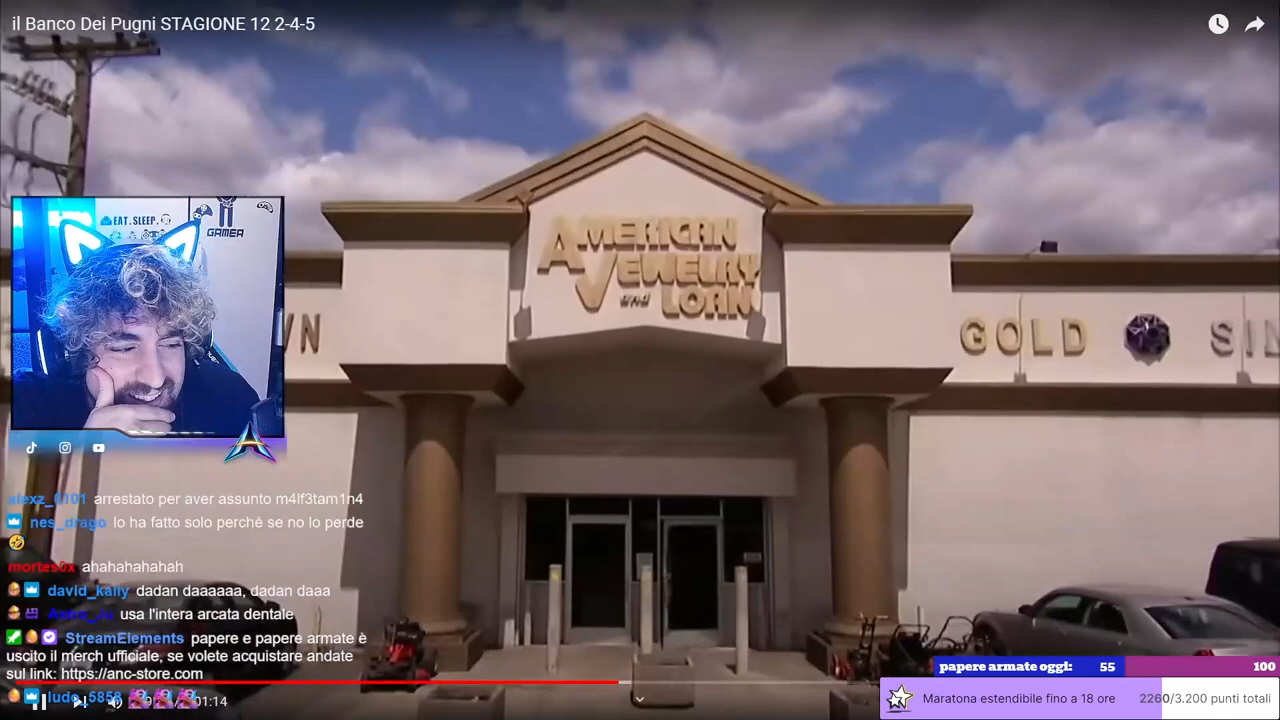 il Banco Dei Pugni STAGIONE 12 2-4-5
EAT. SLEEP.
GAMER
AMERICAN
JEWELRY
and LOAN
WN
GOLD
SIL
alexz_0101 arrestato per aver assunto m4lf3tam1n4
nes_drago lo ha fatto solo perché se no lo perde
mortes0x ahahahahahah
david_kally dadan daaaaaa, dadan daaa
Astro_Ju usa l'intera arcata dentale
StreamElements papere e papere armate è
uscito il merch ufficiale, se volete acquistare andate
sul link: https://anc-store.com
ludo_5858
01:14
papere armate oggi: 55 100
Maratona estendibile fino a 18 ore 2260/3.200 punti totali